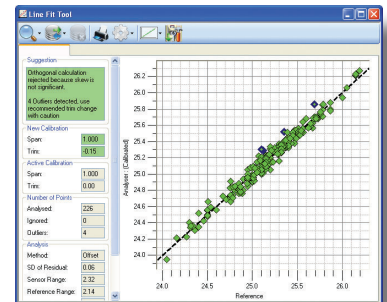 Line Fit Tool
Suggestion
Orthogonal calculation
rejected because skew is
not significant.
4 Outliers detected, use
recommended trim change
with caution
New Calibration
Span: 1.000
Trim: -0.15
Active Calibration
Span: 1.000
Trim: 0.00
Number of Points
Analysed: 226
Ignored: 0
Outliers: 4
Analysis
Method: Offset
SD of Residual: 0.06
Sensor Range: 2.32
Reference Range: 2.14
Analyser: (Calibrated)
26.2
26.0
25.8
25.6
25.4
25.2
25.0
24.8
24.6
24.4
24.2
24.0
24.0 24.5 25.0 25.5 26.0
Reference